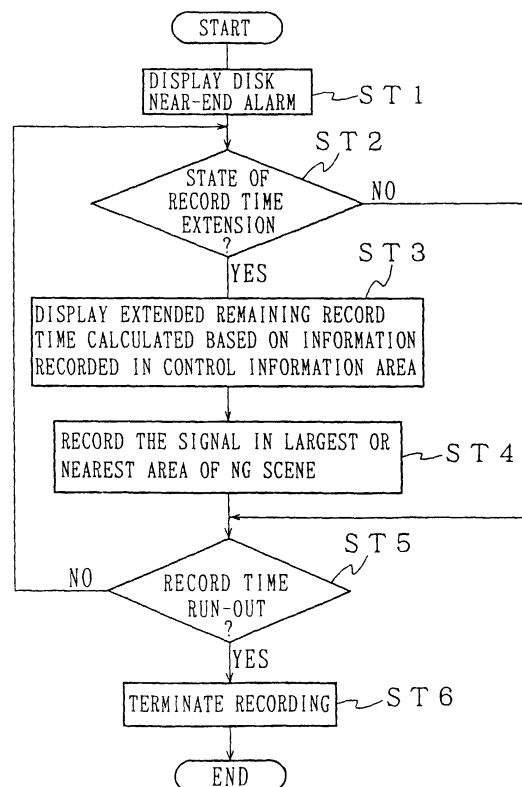 START
DISPLAY DISK
NEAR-END ALARM
ST1
ST2
STATE OF
RECORD TIME
EXTENSION
?
NO
YES
ST3
DISPLAY EXTENDED REMAINING RECORD
TIME CALCULATED BASED ON INFORMATION
RECORDED IN CONTROL INFORMATION AREA
RECORD THE SIGNAL IN LARGEST OR
NEAREST AREA OF NG SCENE
ST4
ST5
RECORD TIME
RUN-OUT
?
NO
YES
TERMINATE RECORDING
ST6
END